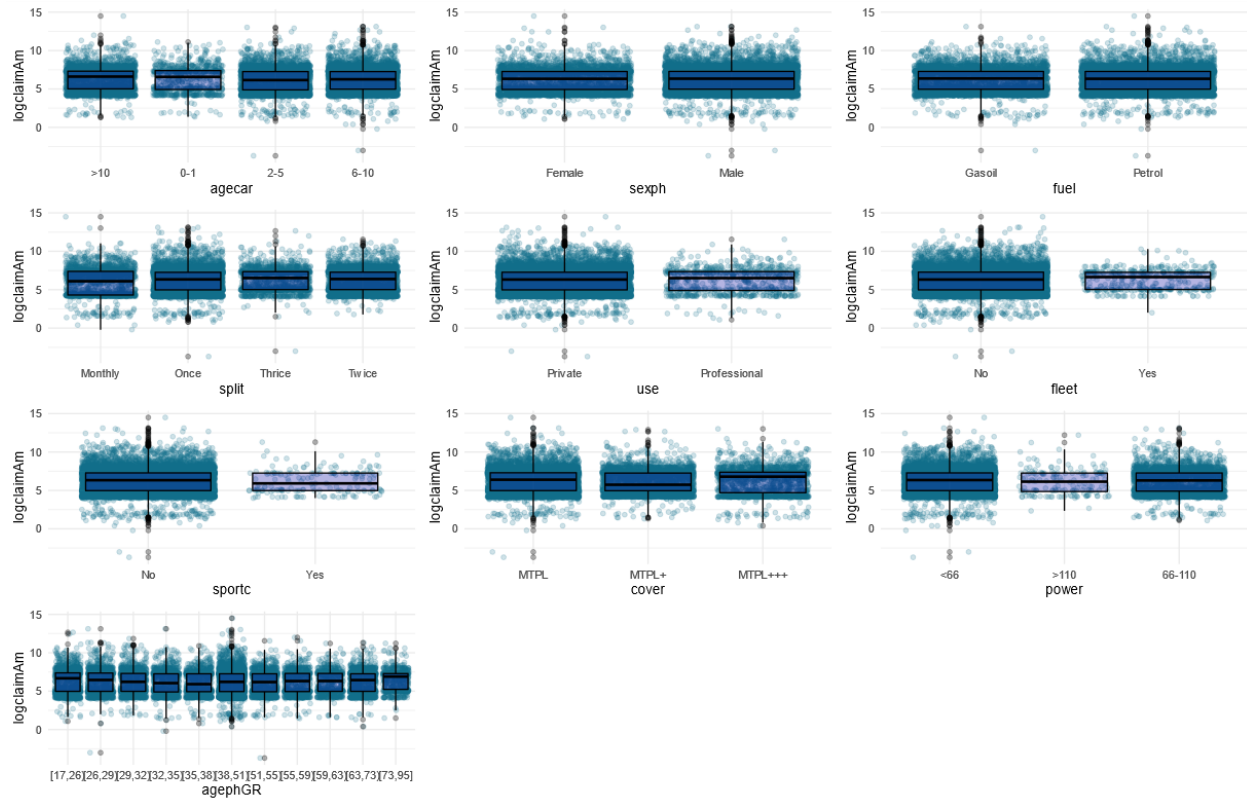 logclaimAm
15
10
5
0
>10 0-1 2-5 6-10
agecar
logclaimAm
15
10
5
0
Female Male
sexph
logclaimAm
15
10
5
0
Gasoil Petrol
fuel
logclaimAm
15
10
5
0
Monthly Once Thrice Twice
split
logclaimAm
15
10
5
0
Private Professional
use
logclaimAm
15
10
5
0
No Yes
fleet
logclaimAm
15
10
5
0
No Yes
sportc
logclaimAm
15
10
5
0
MTPL MTPL+ MTPL+++
cover
logclaimAm
15
10
5
0
<66 >110 66-110
power
logclaimAm
15
10
5
0
[17,26] (26,29] (29,32] (32,35] (35,38] (38,51] (51,55] (55,59] (59,63] (63,73] (73,95]
agephGR